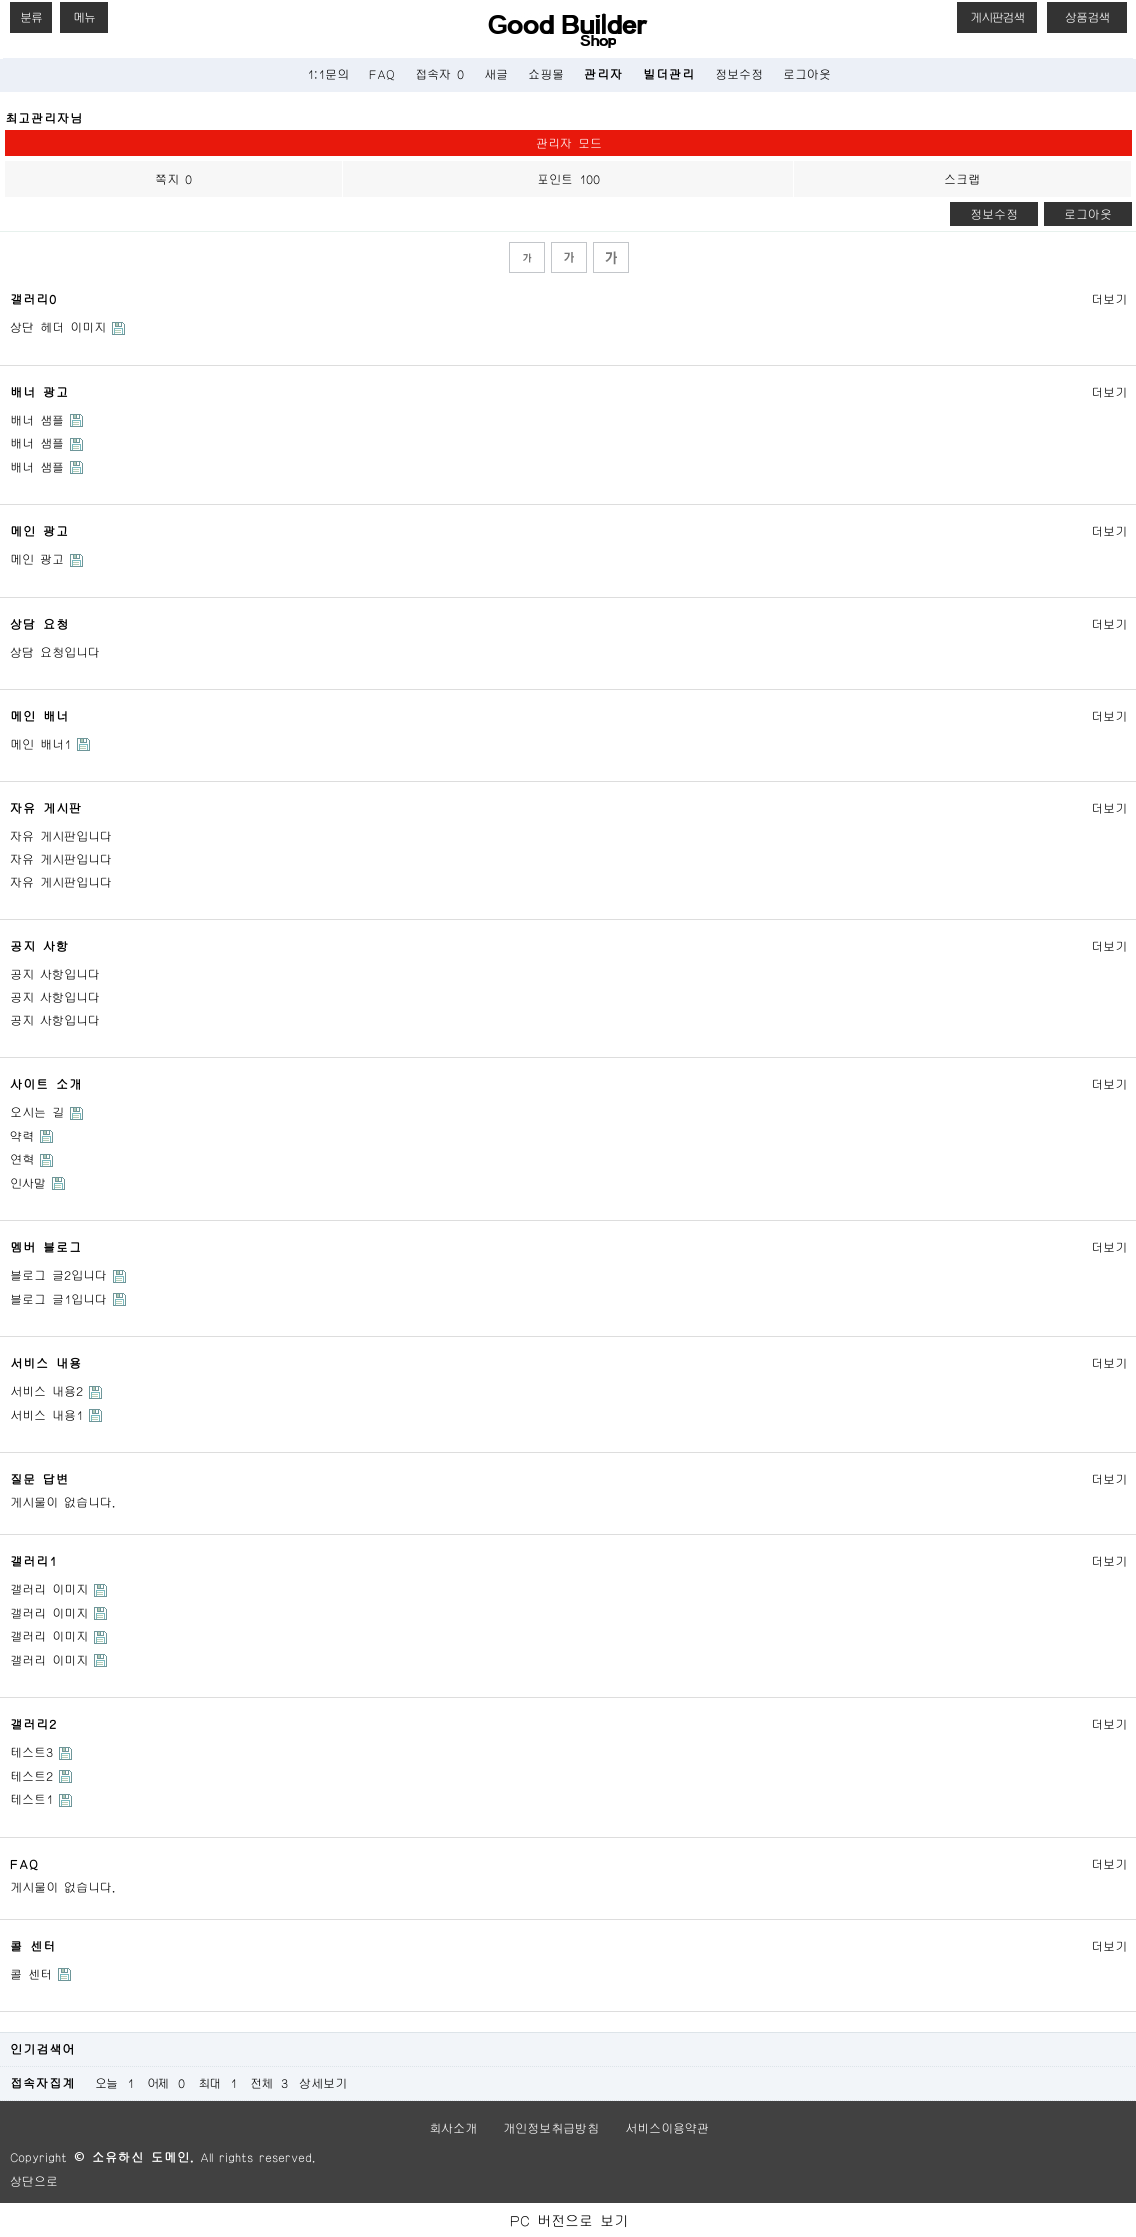 분류 메뉴 Good Builder 게시판검색 상품검색
Shop
1:1문의 FAQ 접속자 0 새글 쇼핑몰 관리자 빌더관리 정보수정 로그아웃
최고관리자님
관리자 모드
쪽지 0 포인트 100 스크랩
정보수정 로그아웃
가 가 가
갤러리0 더보기
상단 헤더 이미지
배너 광고 더보기
배너 샘플
배너 샘플
배너 샘플
메인 광고 더보기
메인 광고
상담 요청 더보기
상담 요청입니다
메인 배너 더보기
메인 배너1
자유 게시판 더보기
자유 게시판입니다
자유 게시판입니다
자유 게시판입니다
공지 사항 더보기
공지 사항입니다
공지 사항입니다
공지 사항입니다
사이트 소개 더보기
오시는 길
약력
연혁
인사말
멤버 블로그 더보기
블로그 글2입니다
블로그 글1입니다
서비스 내용 더보기
서비스 내용2
서비스 내용1
질문 답변 더보기
게시물이 없습니다.
갤러리1 더보기
갤러리 이미지
갤러리 이미지
갤러리 이미지
갤러리 이미지
갤러리2 더보기
테스트3
테스트2
테스트1
FAQ 더보기
게시물이 없습니다.
콜 센터 더보기
콜 센터
인기검색어
접속자집계 오늘 1 어제 0 최대 1 전체 3 상세보기
회사소개 개인정보취급방침 서비스이용약관
Copyright © 소유하신 도메인. All rights reserved.
상단으로
PC 버전으로 보기